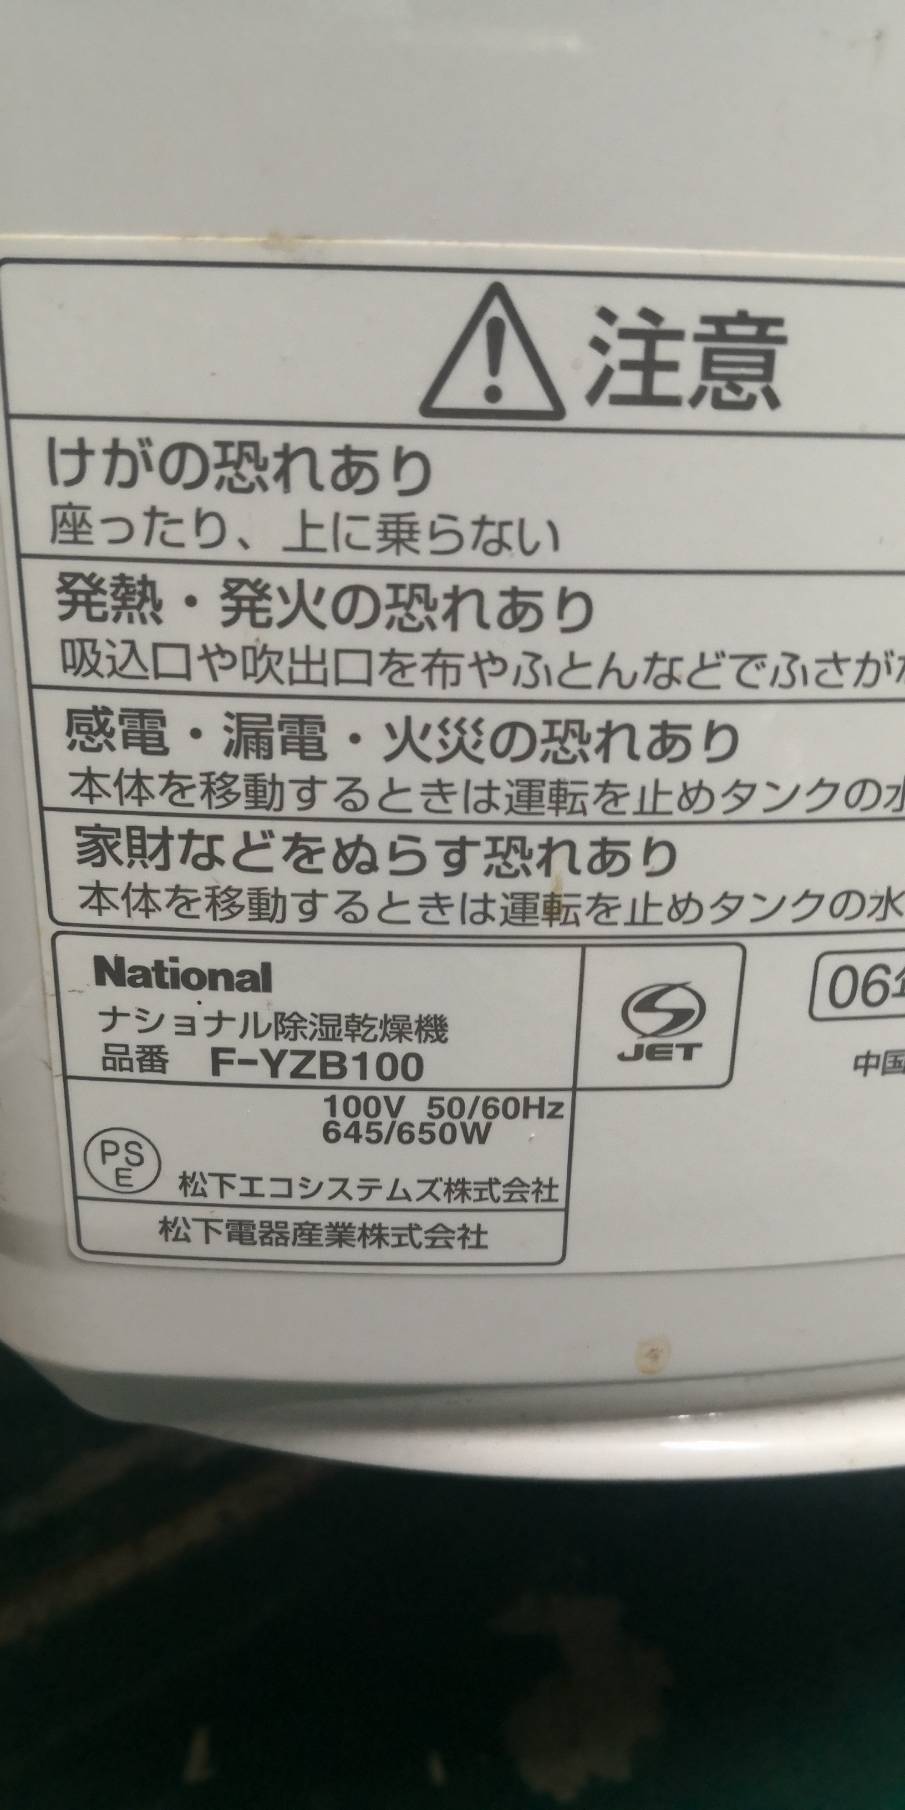 注意
けがの恐れあり
座ったり、上に乗らない
発熱・発火の恐れあり
吸込口や吹出口を布やふとんなどでふさが
感電・漏電・火災の恐れあり
本体を移動するときは運転を止めタンクの水
家財などをぬらす恐れあり
本体を移動するときは運転を止めタンクの水
National
ナショナル除湿乾燥機
品番 F-YZB100
JET
06年
中国
100V 50/60Hz
645/650W
PS
E
松下エコシステムズ株式会社
松下電器産業株式会社